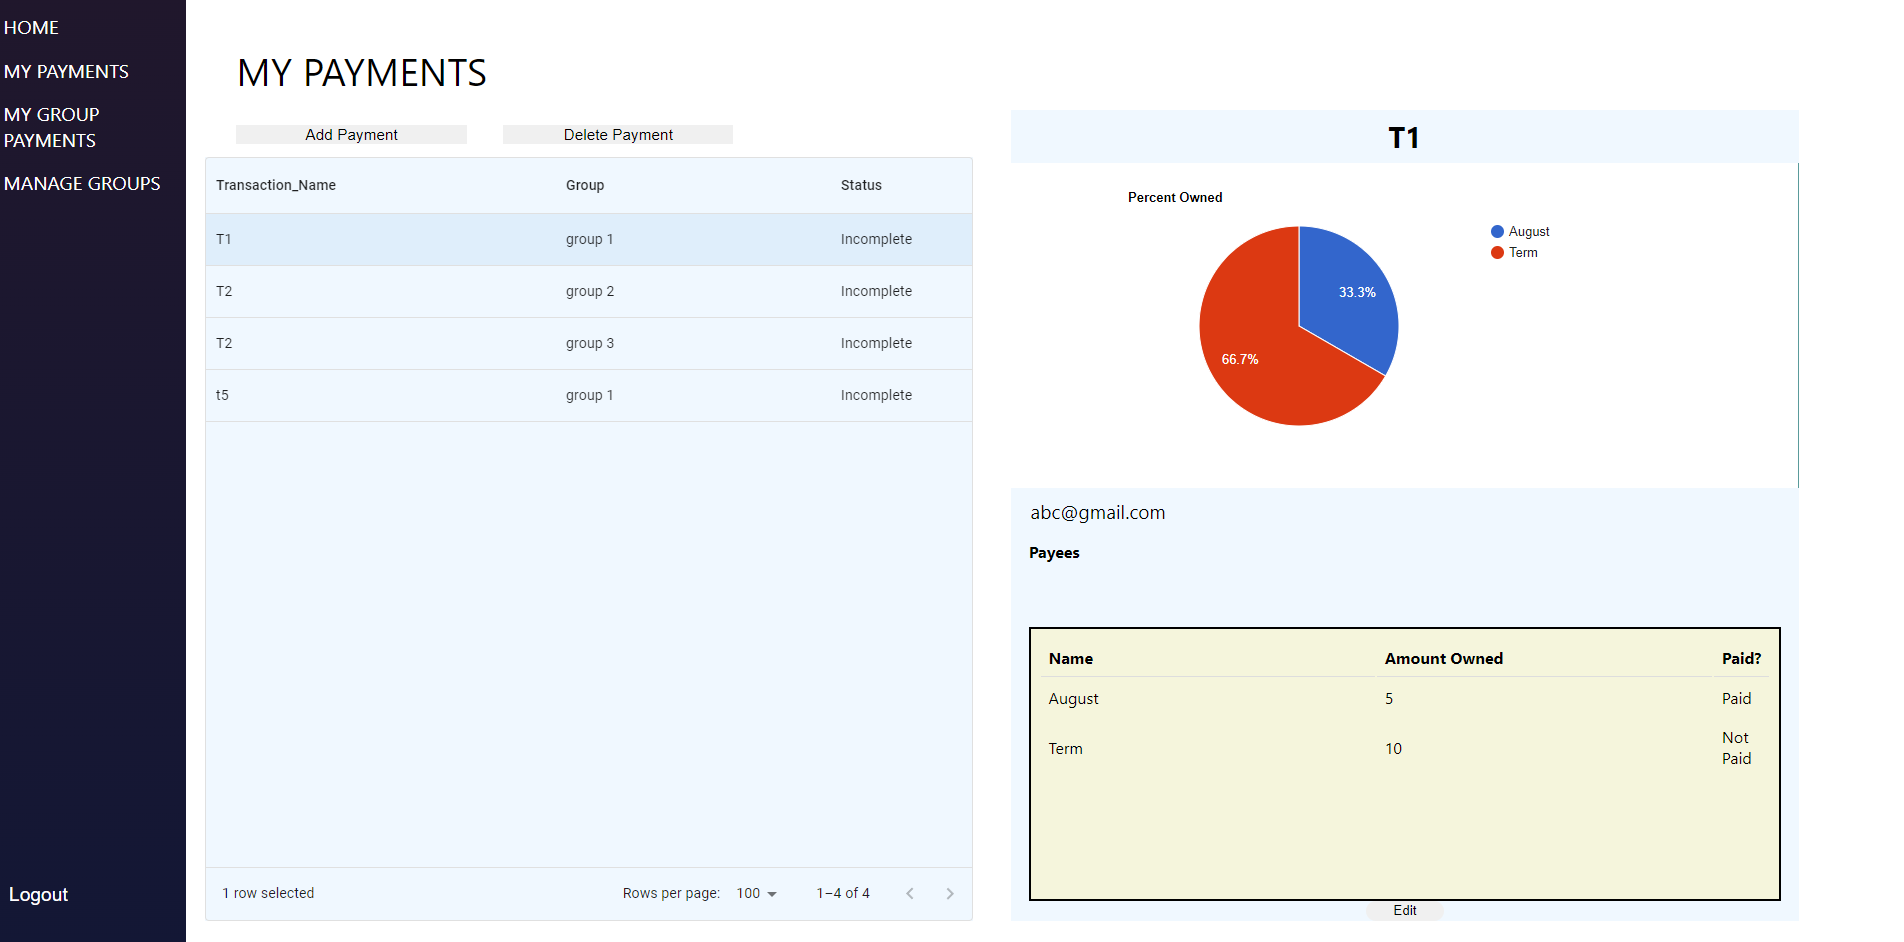 HOME
MY PAYMENTS
MY GROUP
PAYMENTS
MANAGE GROUPS
Logout
MY PAYMENTS
Add Payment Delete Payment
Transaction_Name Group Status
T1 group 1 Incomplete
T2 group 2 Incomplete
T2 group 3 Incomplete
t5 group 1 Incomplete
1 row selected Rows per page: 100 1–4 of 4
T1
Percent Owned
August
Term
33.3%
66.7%
abc@gmail.com
Payees
Name Amount Owned Paid?
August 5 Paid
Term 10 Not
Paid
Edit